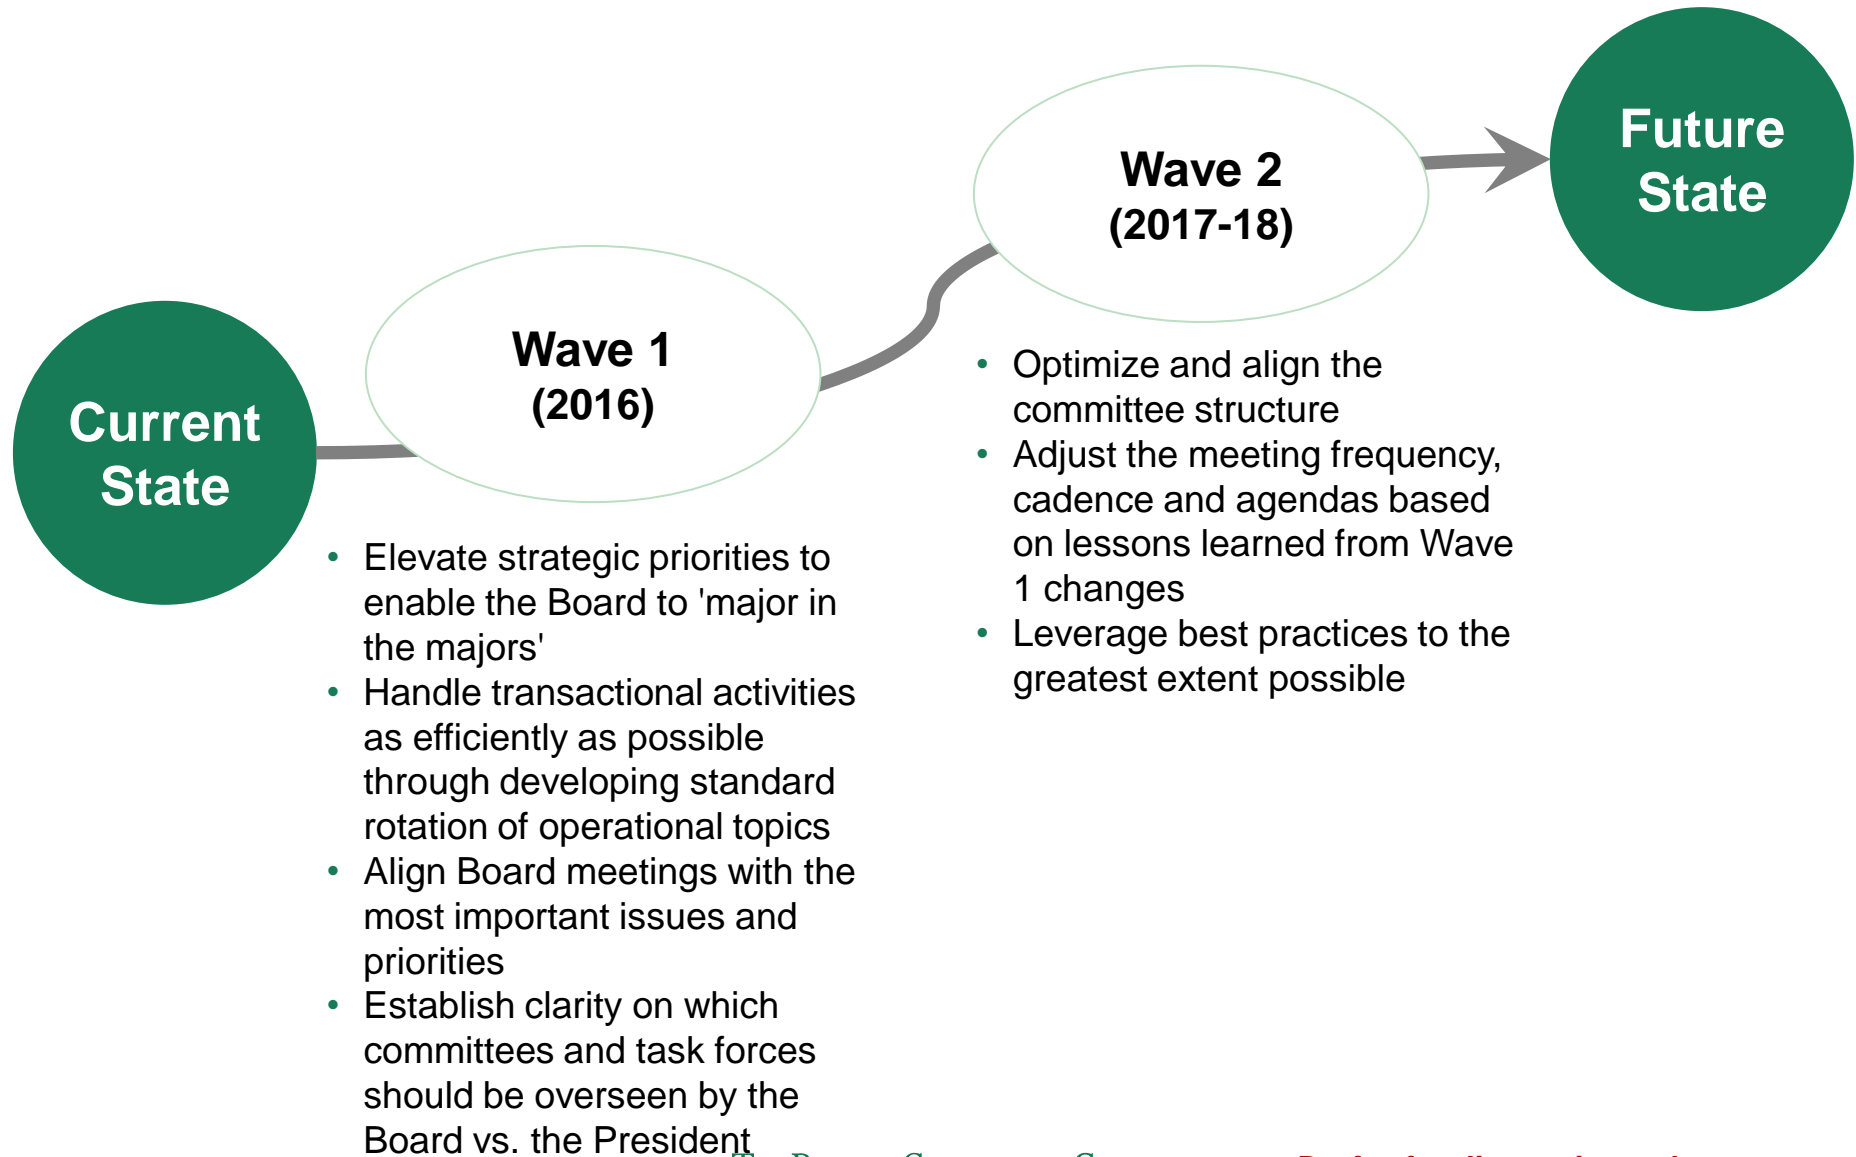 Current
State
Wave 1
(2016)
• Elevate strategic priorities to
enable the Board to 'major in
the majors'
• Handle transactional activities
as efficiently as possible
through developing standard
rotation of operational topics
• Align Board meetings with the
most important issues and
priorities
• Establish clarity on which
committees and task forces
should be overseen by the
Board vs. the President
Wave 2
(2017-18)
• Optimize and align the
committee structure
• Adjust the meeting frequency,
cadence and agendas based
on lessons learned from Wave
1 changes
• Leverage best practices to the
greatest extent possible
Future
State